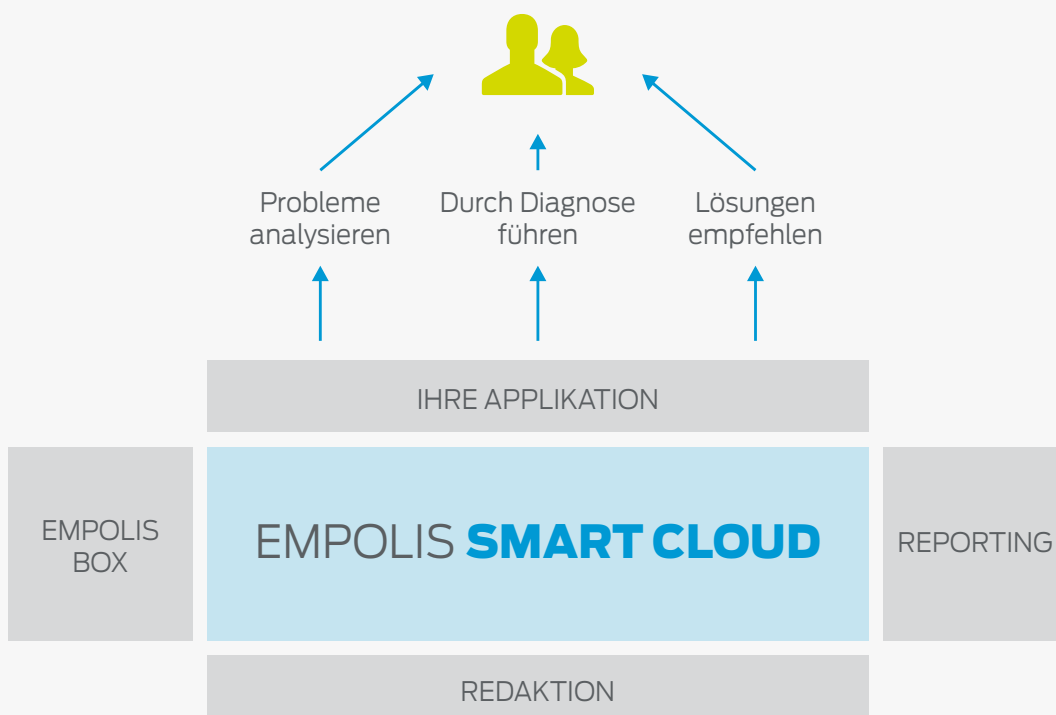 Probleme
analysieren
Durch Diagnose
führen
Lösungen
empfehlen
IHRE APPLIKATION
EMPOLIS
BOX
EMPOLIS SMART CLOUD
REPORTING
REDAKTION